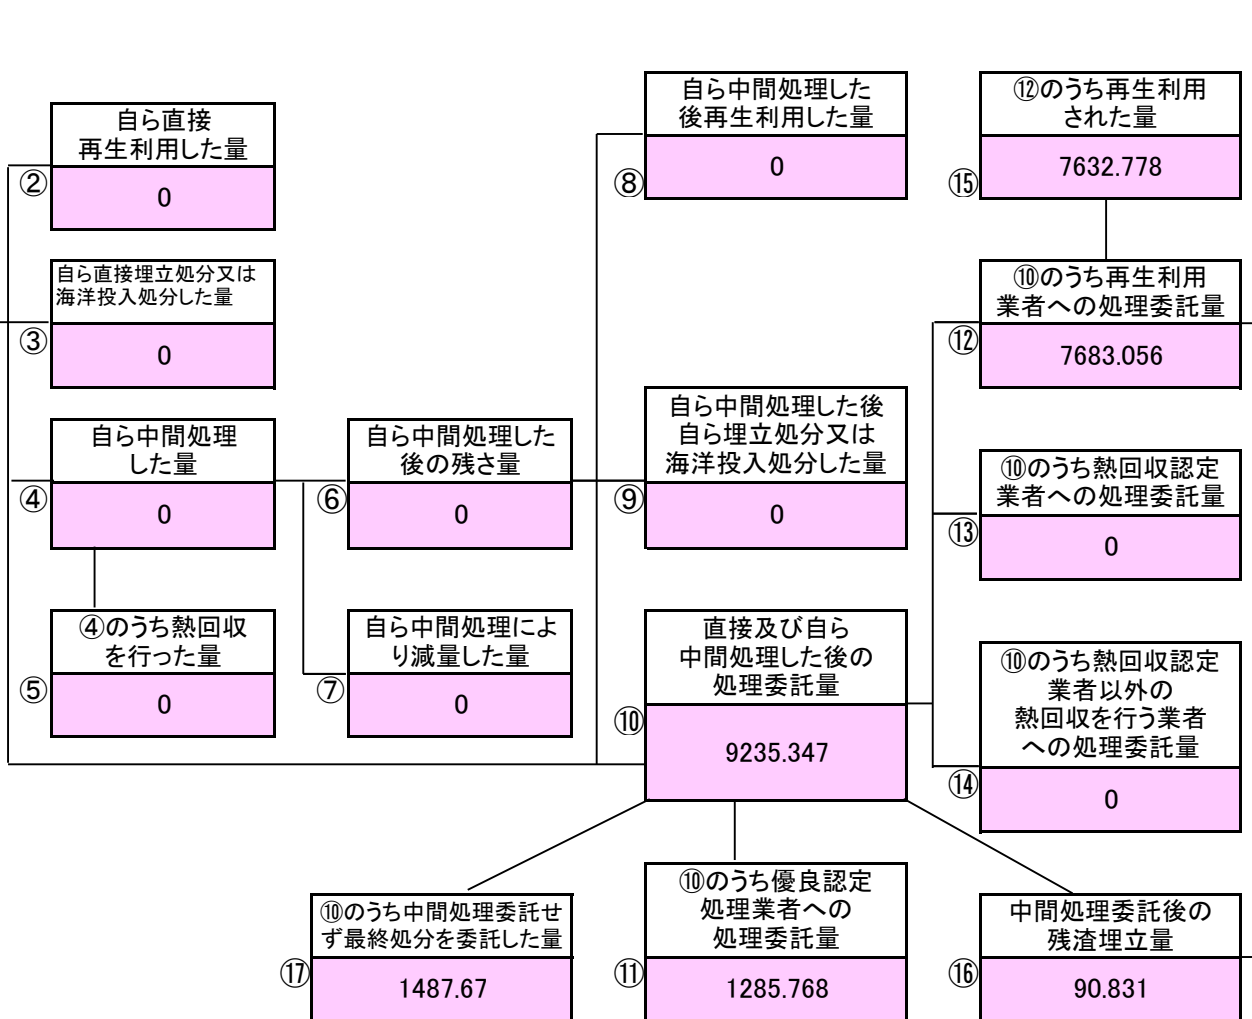 自ら直接
再生利用した量
②
0
自ら直接埋立処分又は
海洋投入処分した量
③
0
自ら中間処理
した量
④
0
④のうち熱回収
を行った量
⑤
0
自ら中間処理した
後の残さ量
⑥
0
自ら中間処理によ
り減量した量
⑦
0
自ら中間処理した
後再生利用した量
⑧
0
自ら中間処理した後
自ら埋立処分又は
海洋投入処分した量
⑨
0
直接及び自ら
中間処理した後の
処理委託量
⑩
9235.347
⑩のうち優良認定
処理業者への
処理委託量
⑪
1285.768
⑫のうち再生利用
された量
⑮
7632.778
⑩のうち再生利用
業者への処理委託量
⑫
7683.056
⑩のうち熱回収認定
業者への処理委託量
⑬
0
⑩のうち熱回収認定
業者以外の
熱回収を行う業者
への処理委託量
⑭
0
⑩のうち中間処理委託せ
ず最終処分を委託した量
⑰
1487.67
中間処理委託後の
残渣埋立量
⑯
90.831